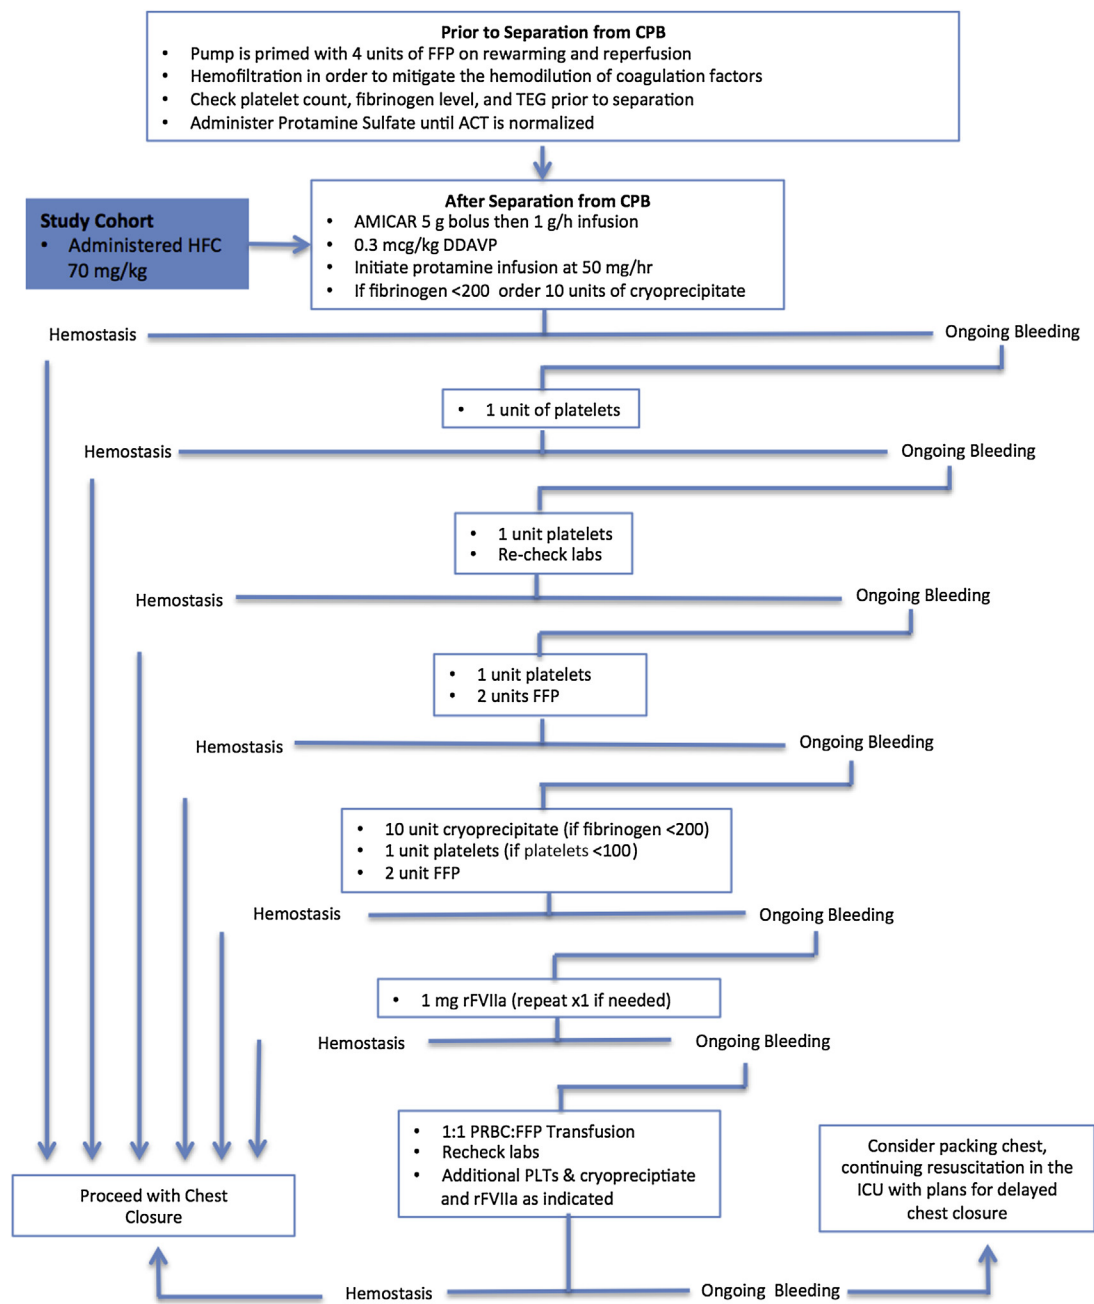 Prior to Separation from CPB
• Pump is primed with 4 units of FFP on rewarming and reperfusion
• Hemofiltration in order to mitigate the hemodilution of coagulation factors
• Check platelet count, fibrinogen level, and TEG prior to separation
• Administer Protamine Sulfate until ACT is normalized
Study Cohort
• Administered HFC
70 mg/kg
After Separation from CPB
• AMICAR 5 g bolus then 1 g/h infusion
• 0.3 mcg/kg DDAVP
• Initiate protamine infusion at 50 mg/hr
• If fibrinogen <200 order 10 units of cryoprecipitate
Hemostasis
Ongoing Bleeding
• 1 unit of platelets
Hemostasis
Ongoing Bleeding
• 1 unit platelets
• Re-check labs
Hemostasis
Ongoing Bleeding
• 1 unit platelets
• 2 units FFP
Hemostasis
Ongoing Bleeding
• 10 unit cryoprecipitate (if fibrinogen <200)
• 1 unit platelets (if platelets <100)
• 2 unit FFP
Hemostasis
Ongoing Bleeding
• 1 mg rFVIIa (repeat x1 if needed)
Hemostasis
Ongoing Bleeding
• 1:1 PRBC:FFP Transfusion
• Recheck labs
• Additional PLTs & cryopreciptiate
and rFVIIa as indicated
Consider packing chest,
continuing resuscitation in the
ICU with plans for delayed
chest closure
Proceed with Chest
Closure
Hemostasis
Ongoing Bleeding